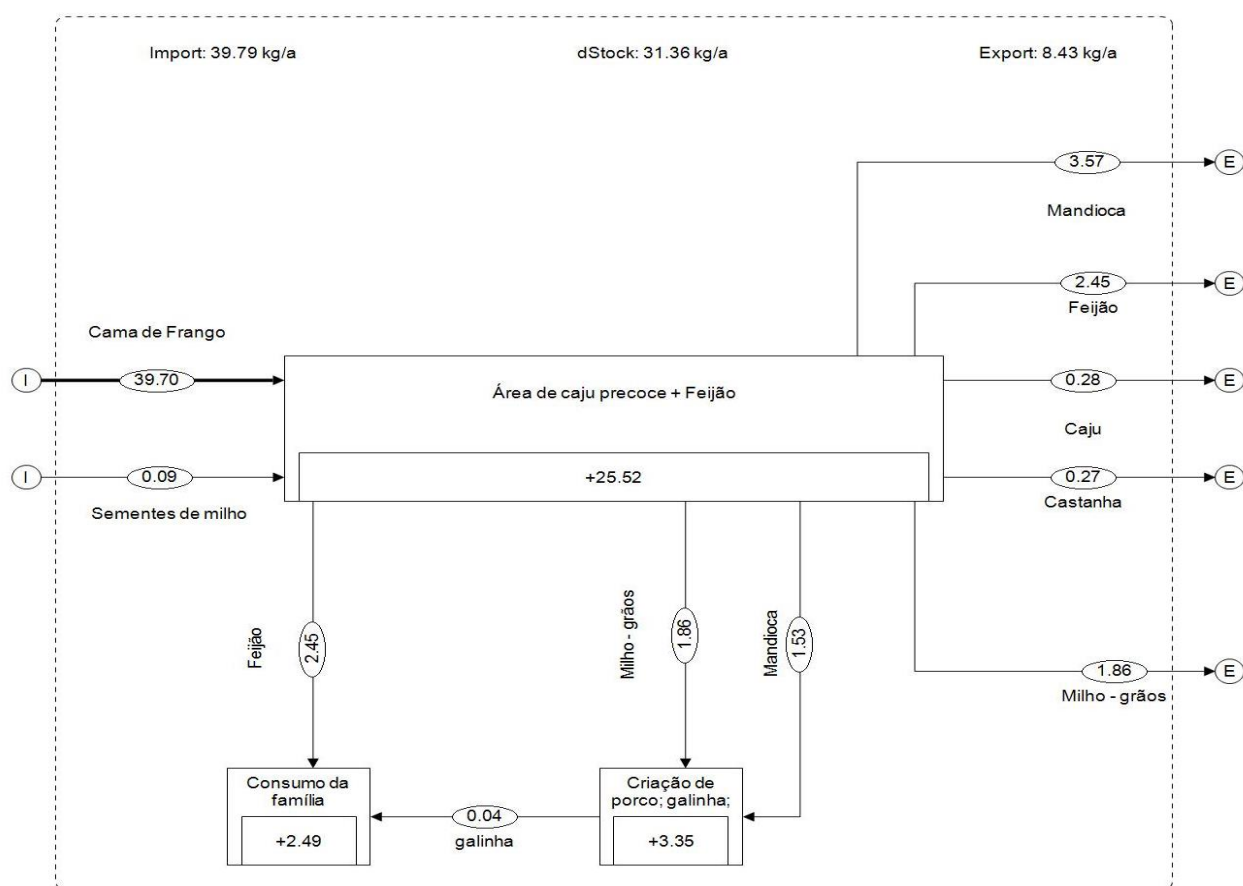 Import: 39.79 kg/a
dStock: 31.36 kg/a
Export: 8.43 kg/a
3.57
E
Mandioca
2.45
E
Feijão
Cama de Frango
I
39.70
Área de caju precoce + Feijão
0.28
E
Caju
I
0.09
Sementes de milho
+25.52
0.27
E
Castanha
Feijão
2.45
Milho - grãos
1.86
Mandioca
1.53
1.86
E
Milho - grãos
Consumo da
família
+2.49
0.04
galinha
Criação de
porco; galinha;
+3.35